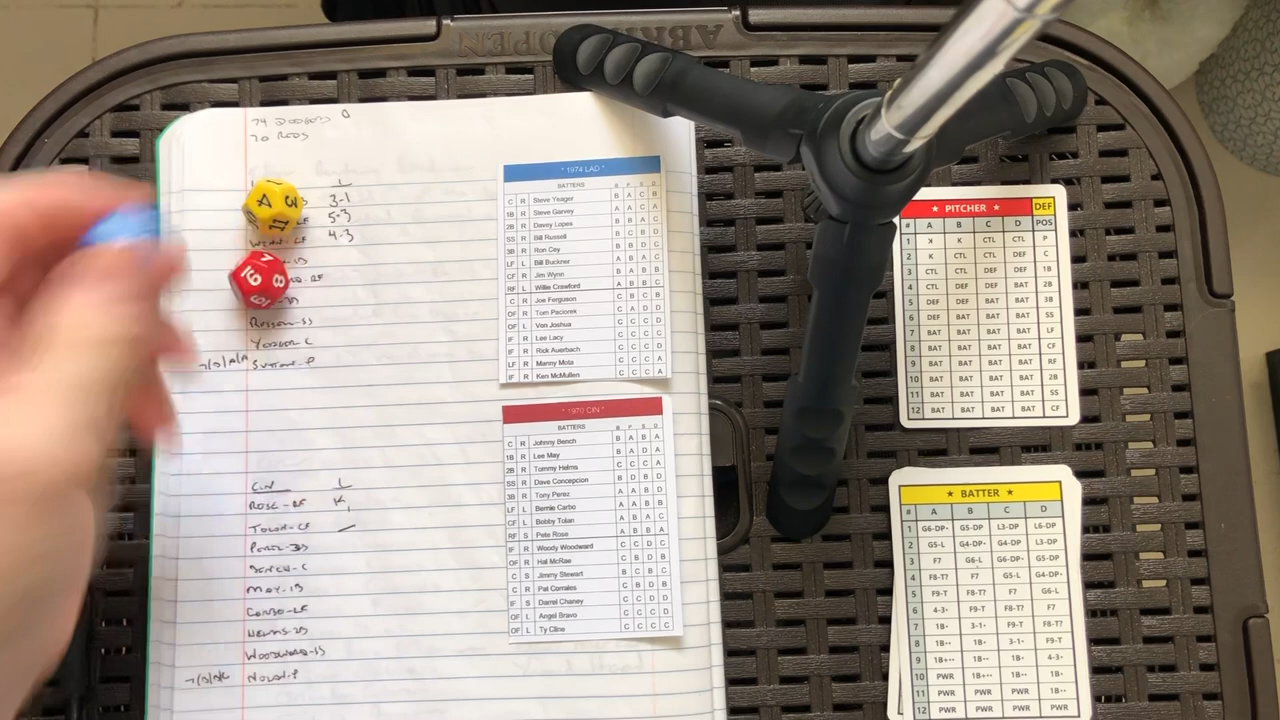 74 DODGERS
70 REDS
1
3-1
5-3
4-3
WYNN-CF
RUSSELL-SS
YEAGER-C
SUTTON-P
CIN 1
ROSE-RF K
TOLAN-CF
PEREZ-3B
BENCH-C
MAY-1B
CARBO-LF
HELMS-2B
WOODWARD-SS
NOLAN-P
* 1974 LAD *
BATTERS B P S D
C R Steve Yeager B A C B
1B R Steve Garvey A A C A
2B R Davey Lopes B B A C
SS R Bill Russell B C B D
3B R Ron Cey B B D C
LF L Bill Buckner A B A C
CF R Jim Wynn B A B B
RF L Willie Crawford A B B C
C R Joe Ferguson C B C B
OF R Tom Paciorek C A D D
OF L Von Joshua C C C D
IF R Lee Lacy C C C C
IF R Rick Auerbach C C C D
LF R Manny Mota C C C A
IF R Ken McMullen C C C A
* 1970 CIN *
BATTERS B P S D
C R Johnny Bench B A B A
1B R Lee May B A D A
2B R Tommy Helms C C C A
SS R Dave Concepcion B D B D
3B R Tony Perez A A B D
LF L Bernie Carbo A A B D
CF L Bobby Tolan A B A C
RF S Pete Rose A B B A
IF R Woody Woodward C C D C
OF R Hal McRae C B D B
C S Jimmy Stewart C C B C
C R Pat Corrales C B D B
IF S Darrel Chaney C C D D
OF L Angel Bravo C C C D
OF L Ty Cline C C C C
★ PITCHER ★ DEF
# A B C D POS
1 K K CTL CTL P
2 K CTL CTL DEF C
3 CTL CTL DEF DEF 1B
4 CTL DEF DEF BAT 2B
5 DEF DEF BAT BAT 3B
6 DEF BAT BAT BAT SS
7 BAT BAT BAT BAT LF
8 BAT BAT BAT BAT CF
9 BAT BAT BAT BAT RF
10 BAT BAT BAT BAT 2B
11 BAT BAT BAT BAT SS
12 BAT BAT BAT BAT CF
★ BATTER ★
# A B C D
1 G6-DP+ G5-DP L3-DP L6-DP
2 G5-L G4-DP+ G4-DP L3-DP
3 F7 G6-L G6-DP+ G5-DP
4 F8-T? F7 G5-L G4-DP+
5 F9-T F8-T? F7 G6-L
6 4-3• F9-T F8-T? F7
7 1B• 3-1• F9-T F8-T?
8 1B•• 1B• 3-1• F9-T
9 1B+•• 1B•• 1B• 4-3•
10 PWR 1B+•• 1B•• 1B•
11 PWR PWR PWR 1B••
12 PWR PWR PWR PWR